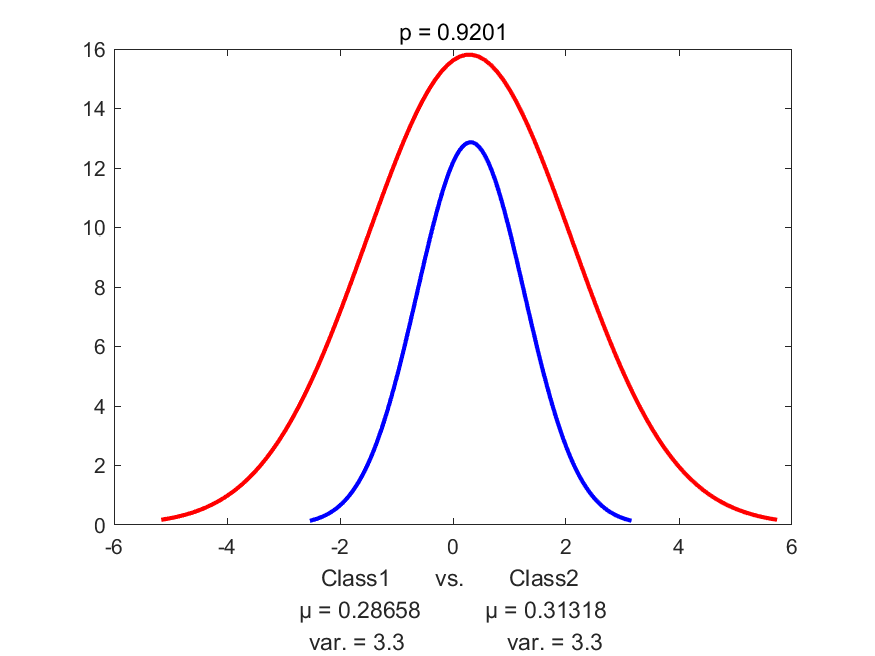 p = 0.9201
16
14
12
10
8
6
4
2
0
-6 -4 -2 0 2 4 6
Class1 vs. Class2
μ = 0.28658 μ = 0.31318
var. = 3.3 var. = 3.3